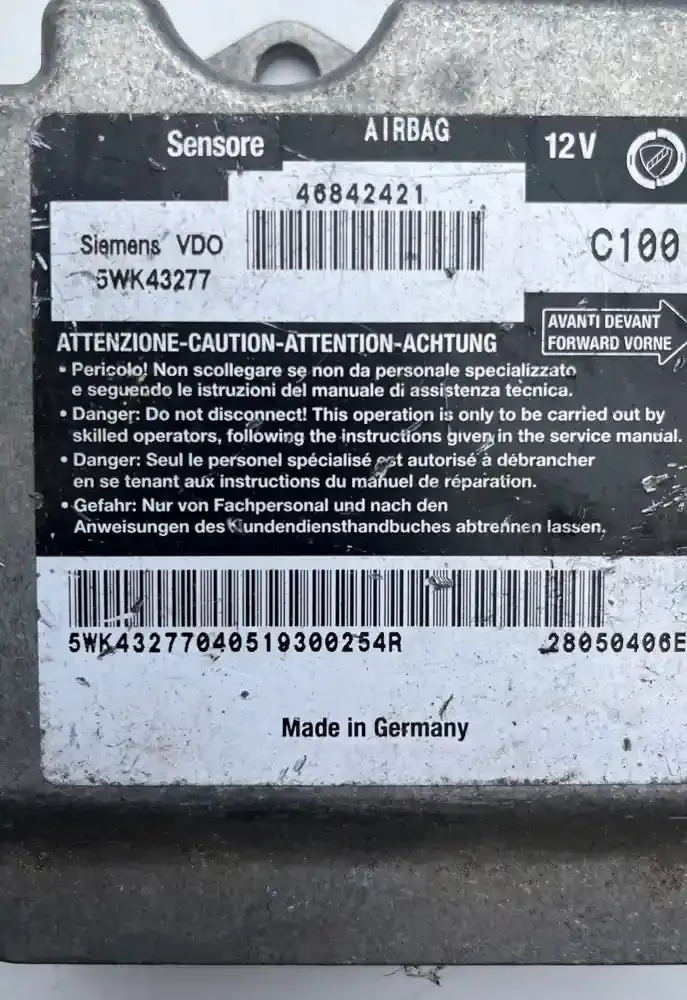 Sensore AIRBAG 12V
46842421
Siemens VDO
5WK43277
C100
AVANTI DEVANT
FORWARD VORNE
ATTENZIONE-CAUTION-ATTENTION-ACHTUNG
• Pericolo! Non scollegare se non da personale specializzato
e seguendo le istruzioni del manuale di assistenza tecnica.
• Danger: Do not disconnect! This operation is only to be carried out by
skilled operators, following the instructions given in the service manual.
• Danger: Seul le personel spécialisé est autorisé à débrancher
en se tenant aux instructions du manuel de réparation.
• Gefahr: Nur von Fachpersonal und nach den
Anweisungen des Kundendiensthandbuches abtrennen lassen.
5WK43277040519300254R 28050406E
Made in Germany